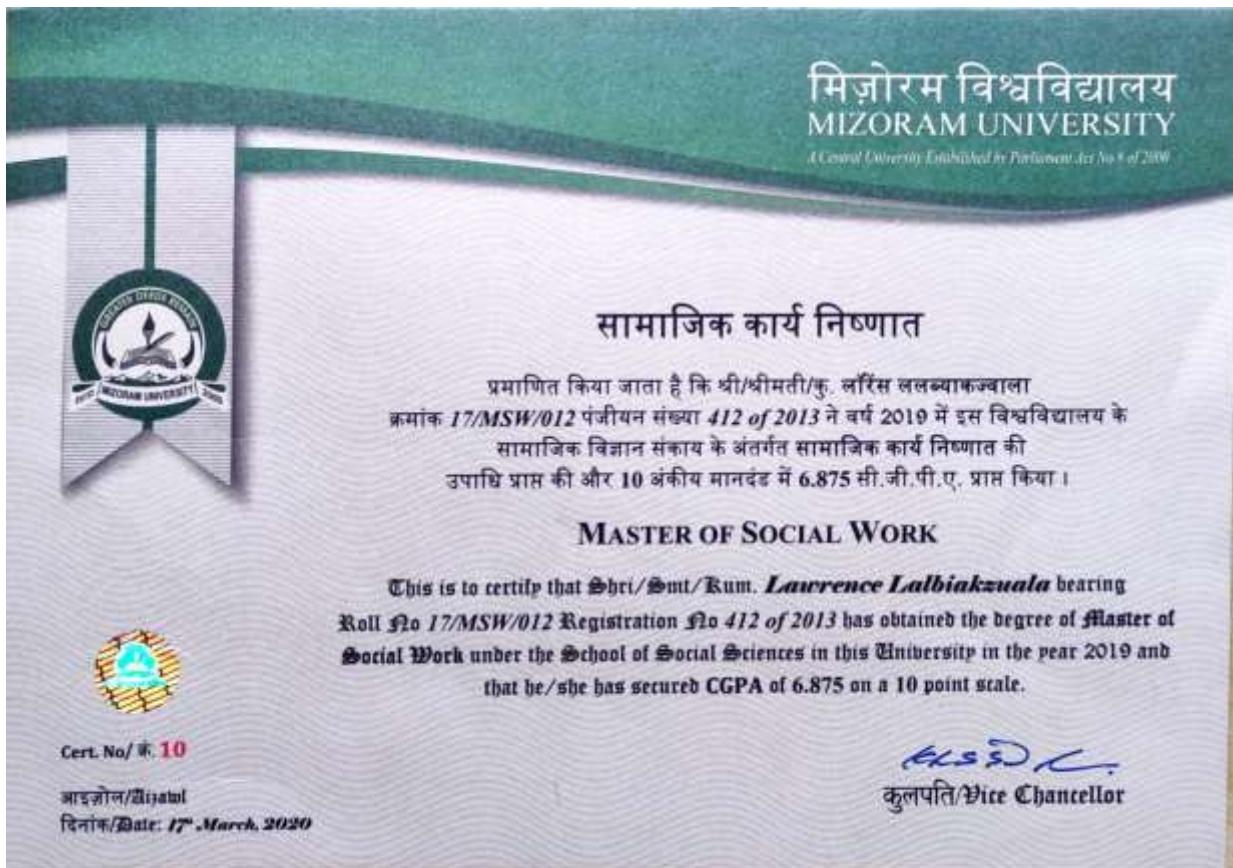 मिज़ोरम विश्वविद्यालय
MIZORAM UNIVERSITY
A Central University Established by Parliament Act No 8 of 2000
MIZORAM UNIVERSITY
सामाजिक कार्य निष्णात
प्रमाणित किया जाता है कि श्री/श्रीमती/कु. लॉरेंस ललब्याकज्वाला
क्रमांक 17/MSW/012 पंजीयन संख्या 412 of 2013 ने वर्ष 2019 में इस विश्वविद्यालय के
सामाजिक विज्ञान संकाय के अंतर्गत सामाजिक कार्य निष्णात की
उपाधि प्राप्त की और 10 अंकीय मानदंड में 6.875 सी.जी.पी.ए. प्राप्त किया ।
MASTER OF SOCIAL WORK
This is to certify that Shri/Smt/Kum. Lawrence Lalbiakzuala bearing
Roll No 17/MSW/012 Registration No 412 of 2013 has obtained the degree of Master of
Social Work under the School of Social Sciences in this University in the year 2019 and
that he/she has secured CGPA of 6.875 on a 10 point scale.
Cert. No/ क्रं. 10
आइज़ोल/Aizawl
दिनांक/Date: 17th March, 2020
कुलपति/Vice Chancellor